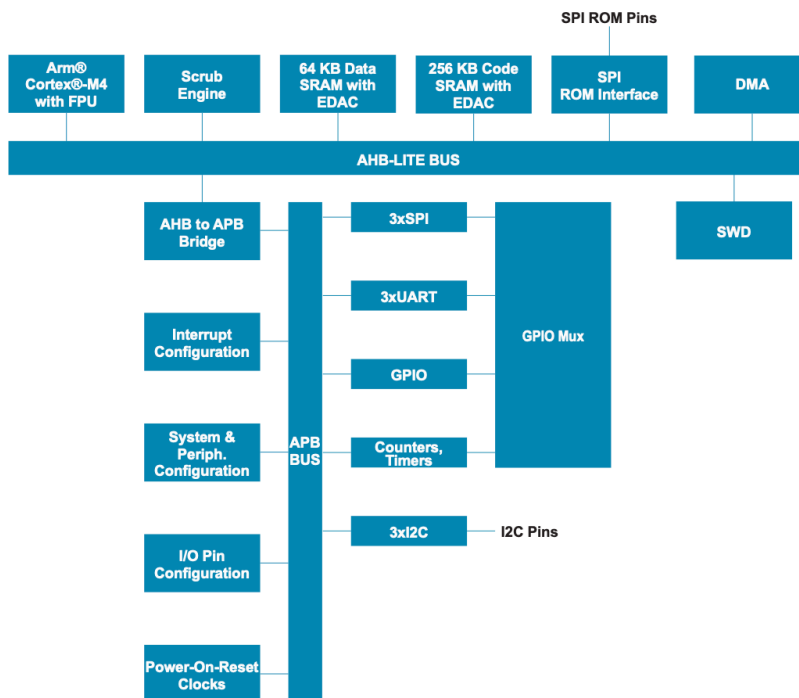 SPI ROM Pins
Arm®
Cortex®-M4
with FPU
Scrub
Engine
64 KB Data
SRAM with
EDAC
256 KB Code
SRAM with
EDAC
SPI
ROM Interface
DMA
AHB-LITE BUS
AHB to APB
Bridge
3xSPI
SWD
3xUART
Interrupt
Configuration
GPIO Mux
GPIO
System &
Periph.
Configuration
APB
BUS
Counters,
Timers
3xI2C
I2C Pins
I/O Pin
Configuration
Power-On-Reset
Clocks